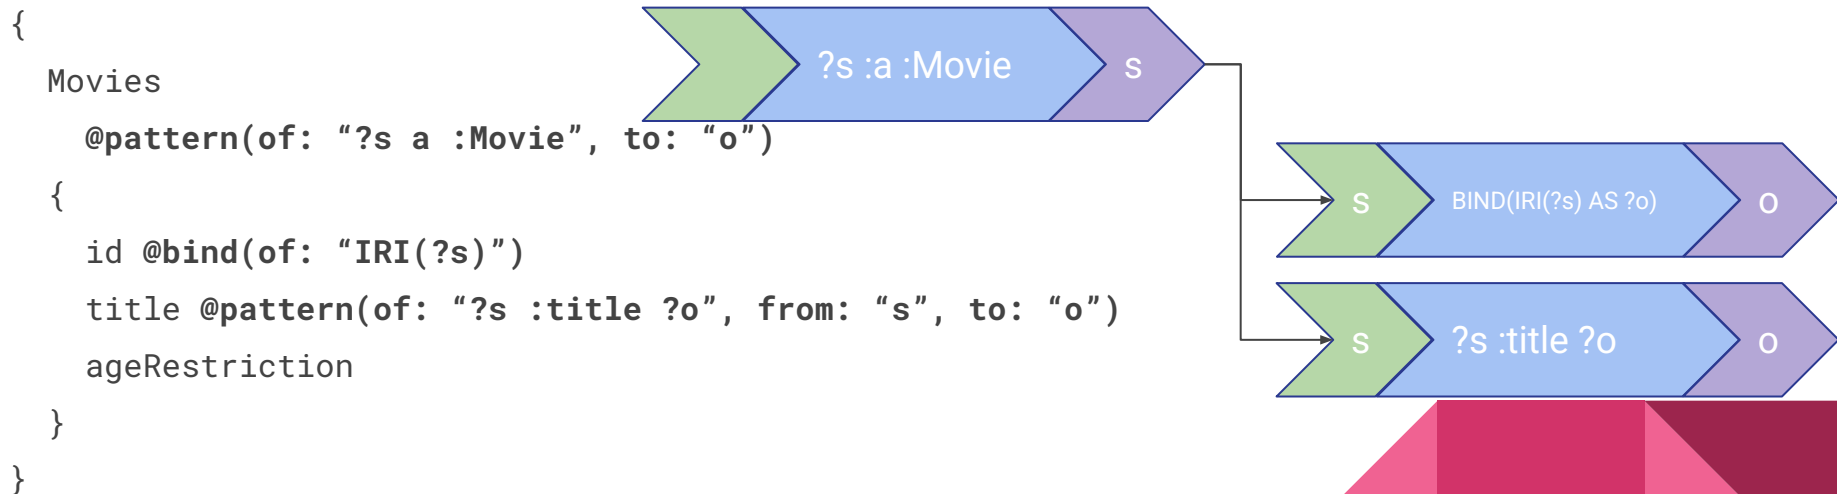 {
Movies
@pattern(of: “?s a :Movie”, to: “o”)
{
id @bind(of: “IRI(?s)”)
title @pattern(of: “?s :title ?o”, from: “s”, to: “o”)
ageRestriction
}
}
?s :a :Movie s
s BIND(IRI(?s) AS ?o) o
s ?s :title ?o o